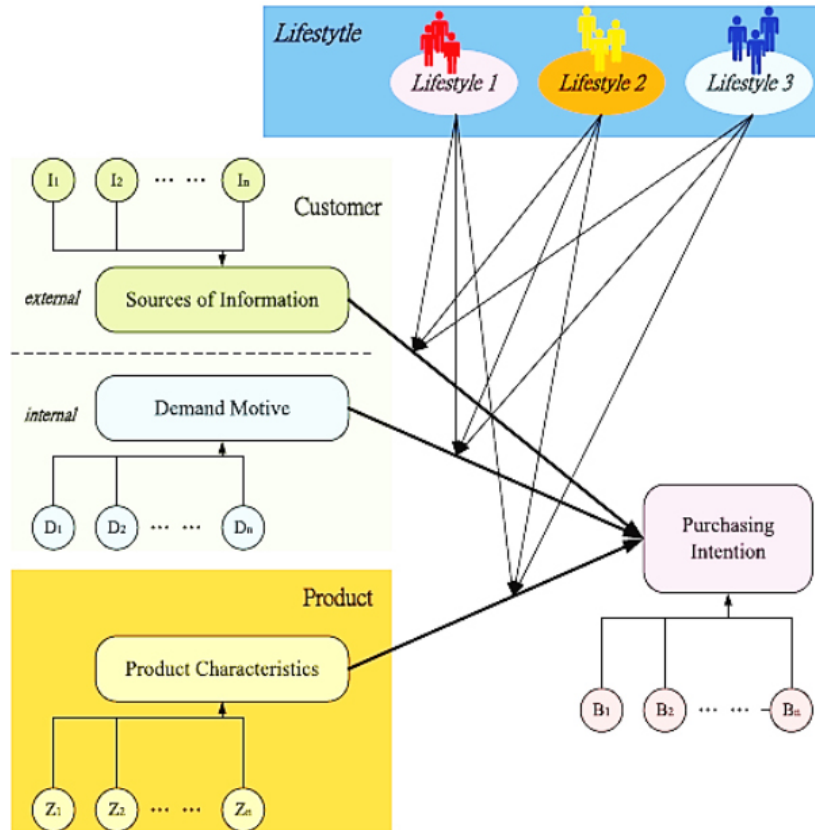 Lifestytle
Lifestyle 1
Lifestyle 2
Lifestyle 3
I1 I2 ... ... In
Customer
external
Sources of Information
internal
Demand Motive
D1 D2 ... ... Dn
Purchasing
Intention
B1 B2 ... ... Bn
Product
Product Characteristics
Z1 Z2 ... ... Zn